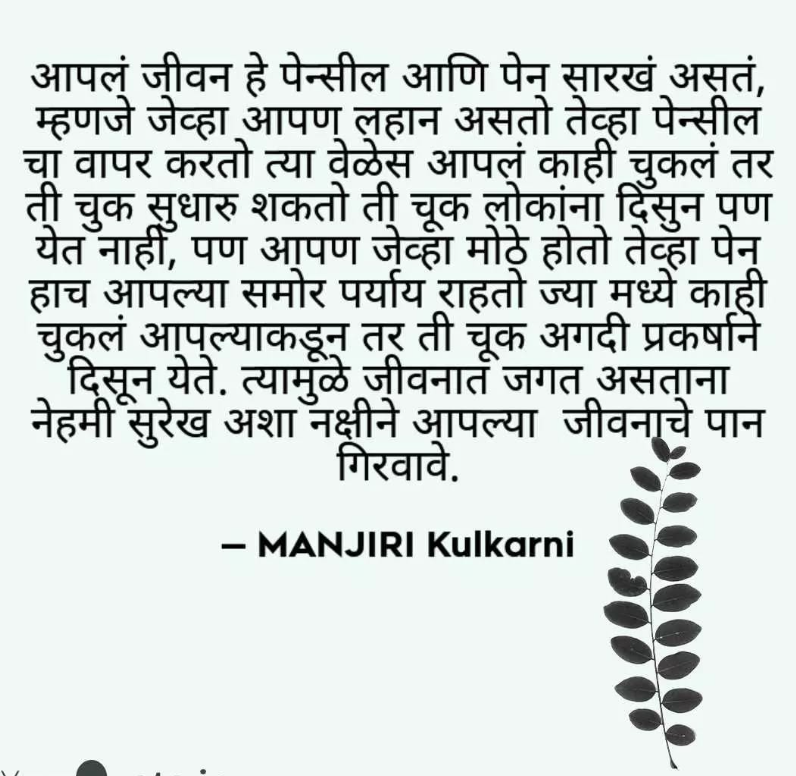 आपलं जीवन हे पेन्सील आणि पेन सारखं असतं,
म्हणजे जेव्हा आपण लहान असतो तेव्हा पेन्सील
चा वापर करतो त्या वेळेस आपलं काही चुकलं तर
ती चुक सुधारु शकतो ती चूक लोकांना दिसुन पण
येत नाही, पण आपण जेव्हा मोठे होतो तेव्हा पेन
हाच आपल्या समोर पर्याय राहतो ज्या मध्ये काही
चुकलं आपल्याकडून तर ती चूक अगदी प्रकर्षाने
दिसून येते. त्यामुळे जीवनात जगत असताना
नेहमी सुरेख अशा नक्षीने आपल्या जीवनाचे पान
गिरवावे.
– MANJIRI Kulkarni